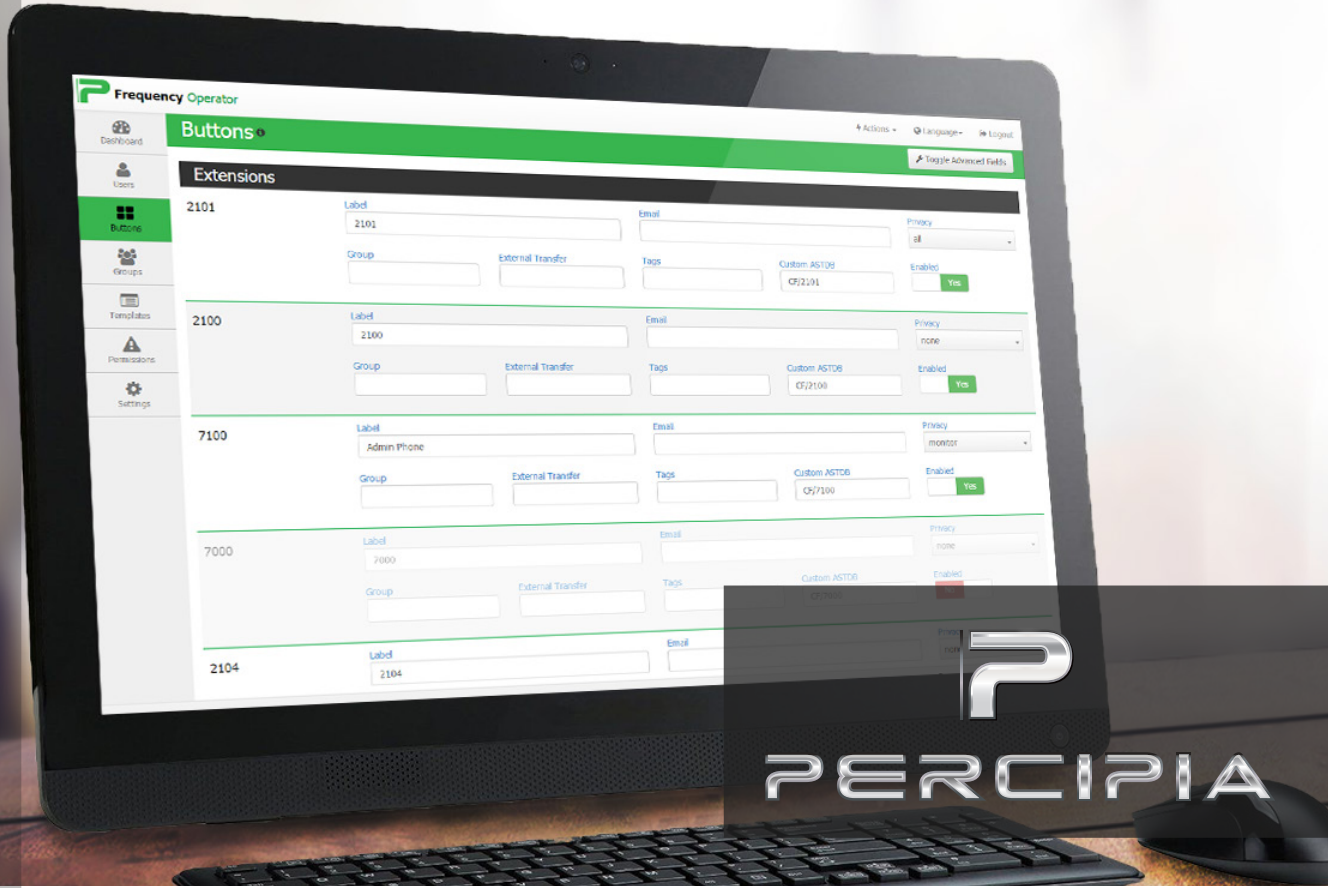 Frequency Operator
Actions Language Logout
Dashboard
Buttons
Toggle Advanced Fields
Users
Extensions
2101
Label Email Privacy
2101 all
Group External Transfer Tags Custom ASTDB Enabled
CF/2101 Yes
Buttons
Groups
Templates
2100
Label Email Privacy
2100 none
Group External Transfer Tags Custom ASTDB Enabled
CF/2100 Yes
Permissions
Settings
7100
Label Email Privacy
Admin Phone monitor
Group External Transfer Tags Custom ASTDB Enabled
CF/7100 Yes
7000
Label Email Privacy
7000 none
Group External Transfer Tags Custom ASTDB Enabled
CF/7000 No
2104
Label Email
2104
PERCIPIA